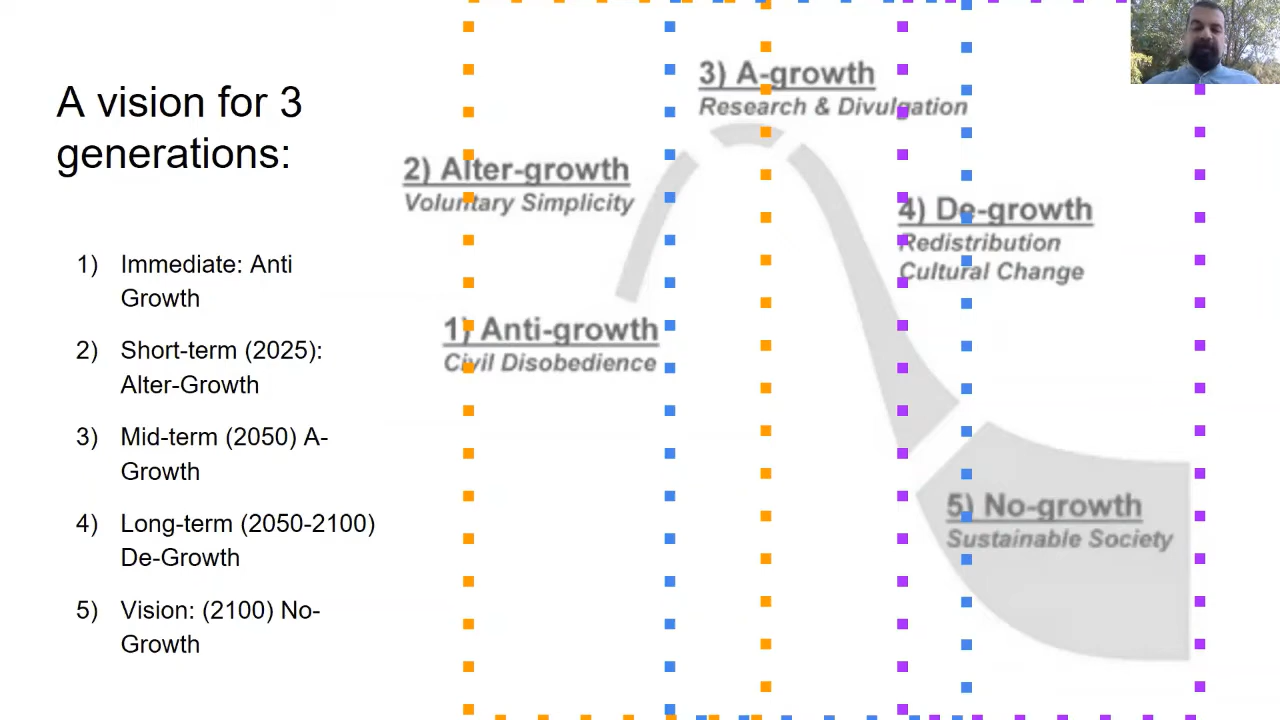 A vision for 3
generations:
1) Immediate: Anti
Growth
2) Short-term (2025):
Alter-Growth
3) Mid-term (2050) A-
Growth
4) Long-term (2050-2100)
De-Growth
5) Vision: (2100) No-
Growth
3) A-growth
Research & Divulgation
2) Alter-growth
Voluntary Simplicity
1) Anti-growth
Civil Disobedience
4) De-growth
Redistribution
Cultural Change
5) No-growth
Sustainable Society